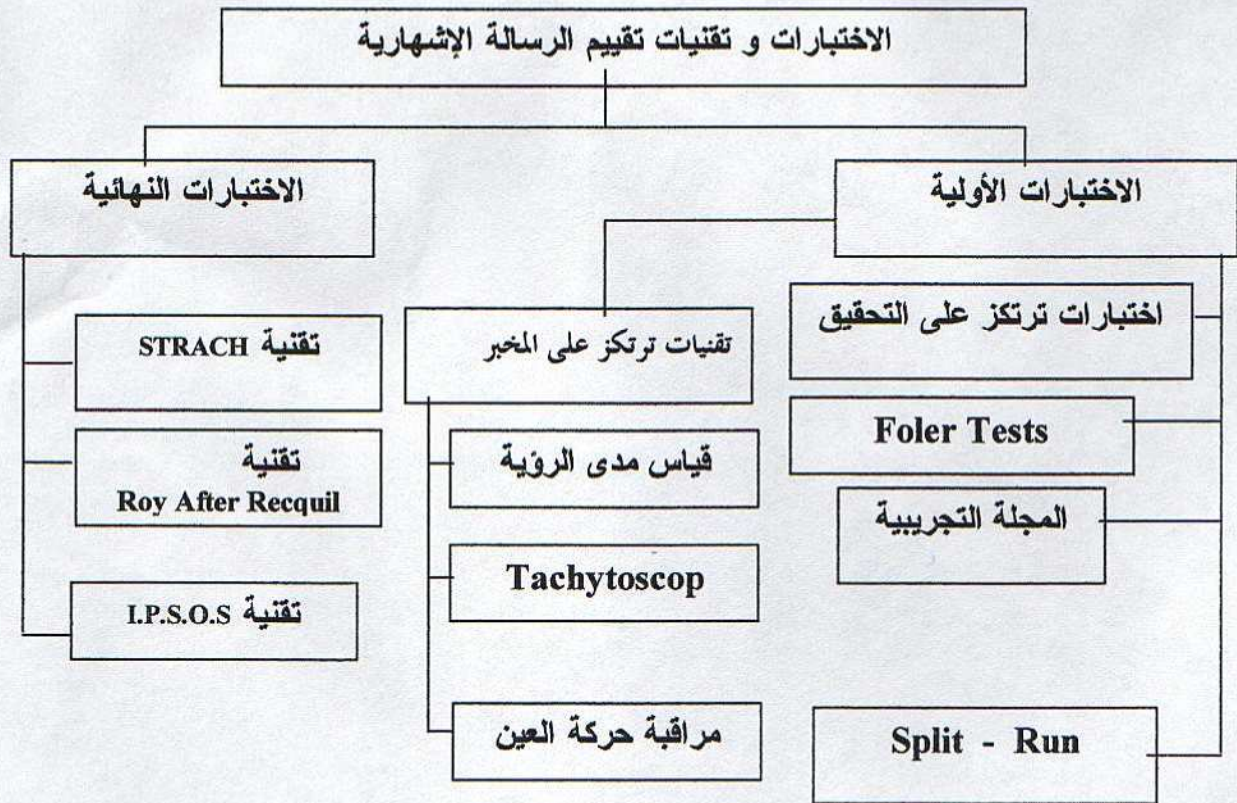 الاختبارات و تقنيات تقييم الرسالة الإشهارية
الاختبارات الأولية
الاختبارات النهائية
اختبارات ترتكز على التحقيق
Foler Tests
المجلة التجريبية
Split - Run
تقنيات ترتكز على المخبر
قياس مدى الرؤية
Tachytoscop
مراقبة حركة العين
تقنية STRACH
تقنية
Roy After Recquil
تقنية I.P.S.O.S